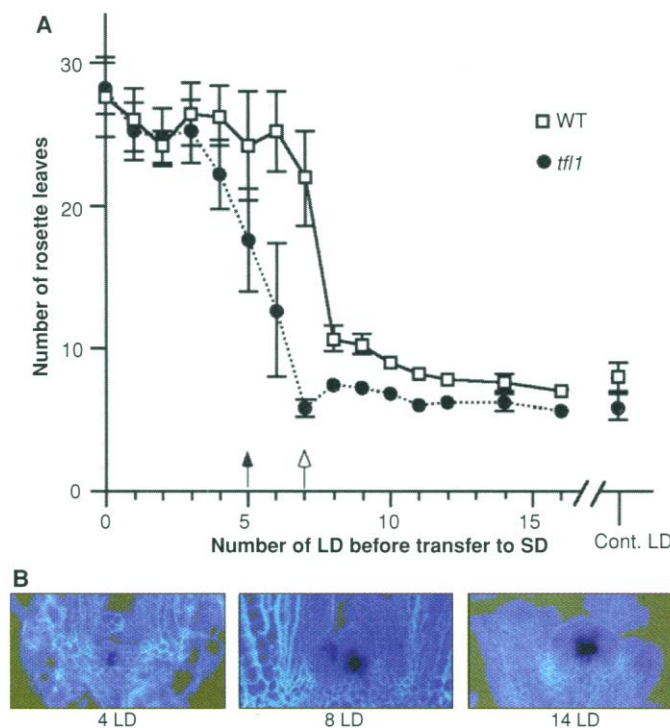 A
30
20
10
0
Number of rosette leaves
WT
tfl1
0 5 10 15
Cont. LD
Number of LD before transfer to SD
B
4 LD 8 LD 14 LD